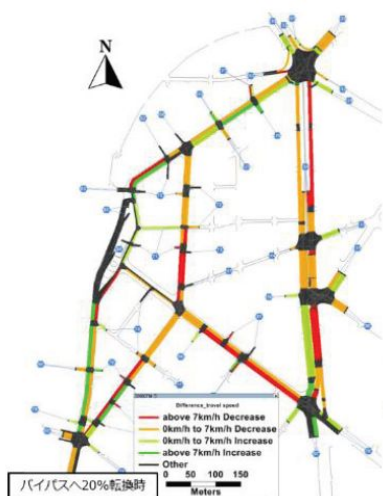 N
Difference_travel speed
above 7km/h Decrease
0km/h to 7km/h Decrease
0km/h to 7km/h Increase
above 7km/h Increase
Other
0 25 50 100 150
Meters
バイパスへ20%転換時